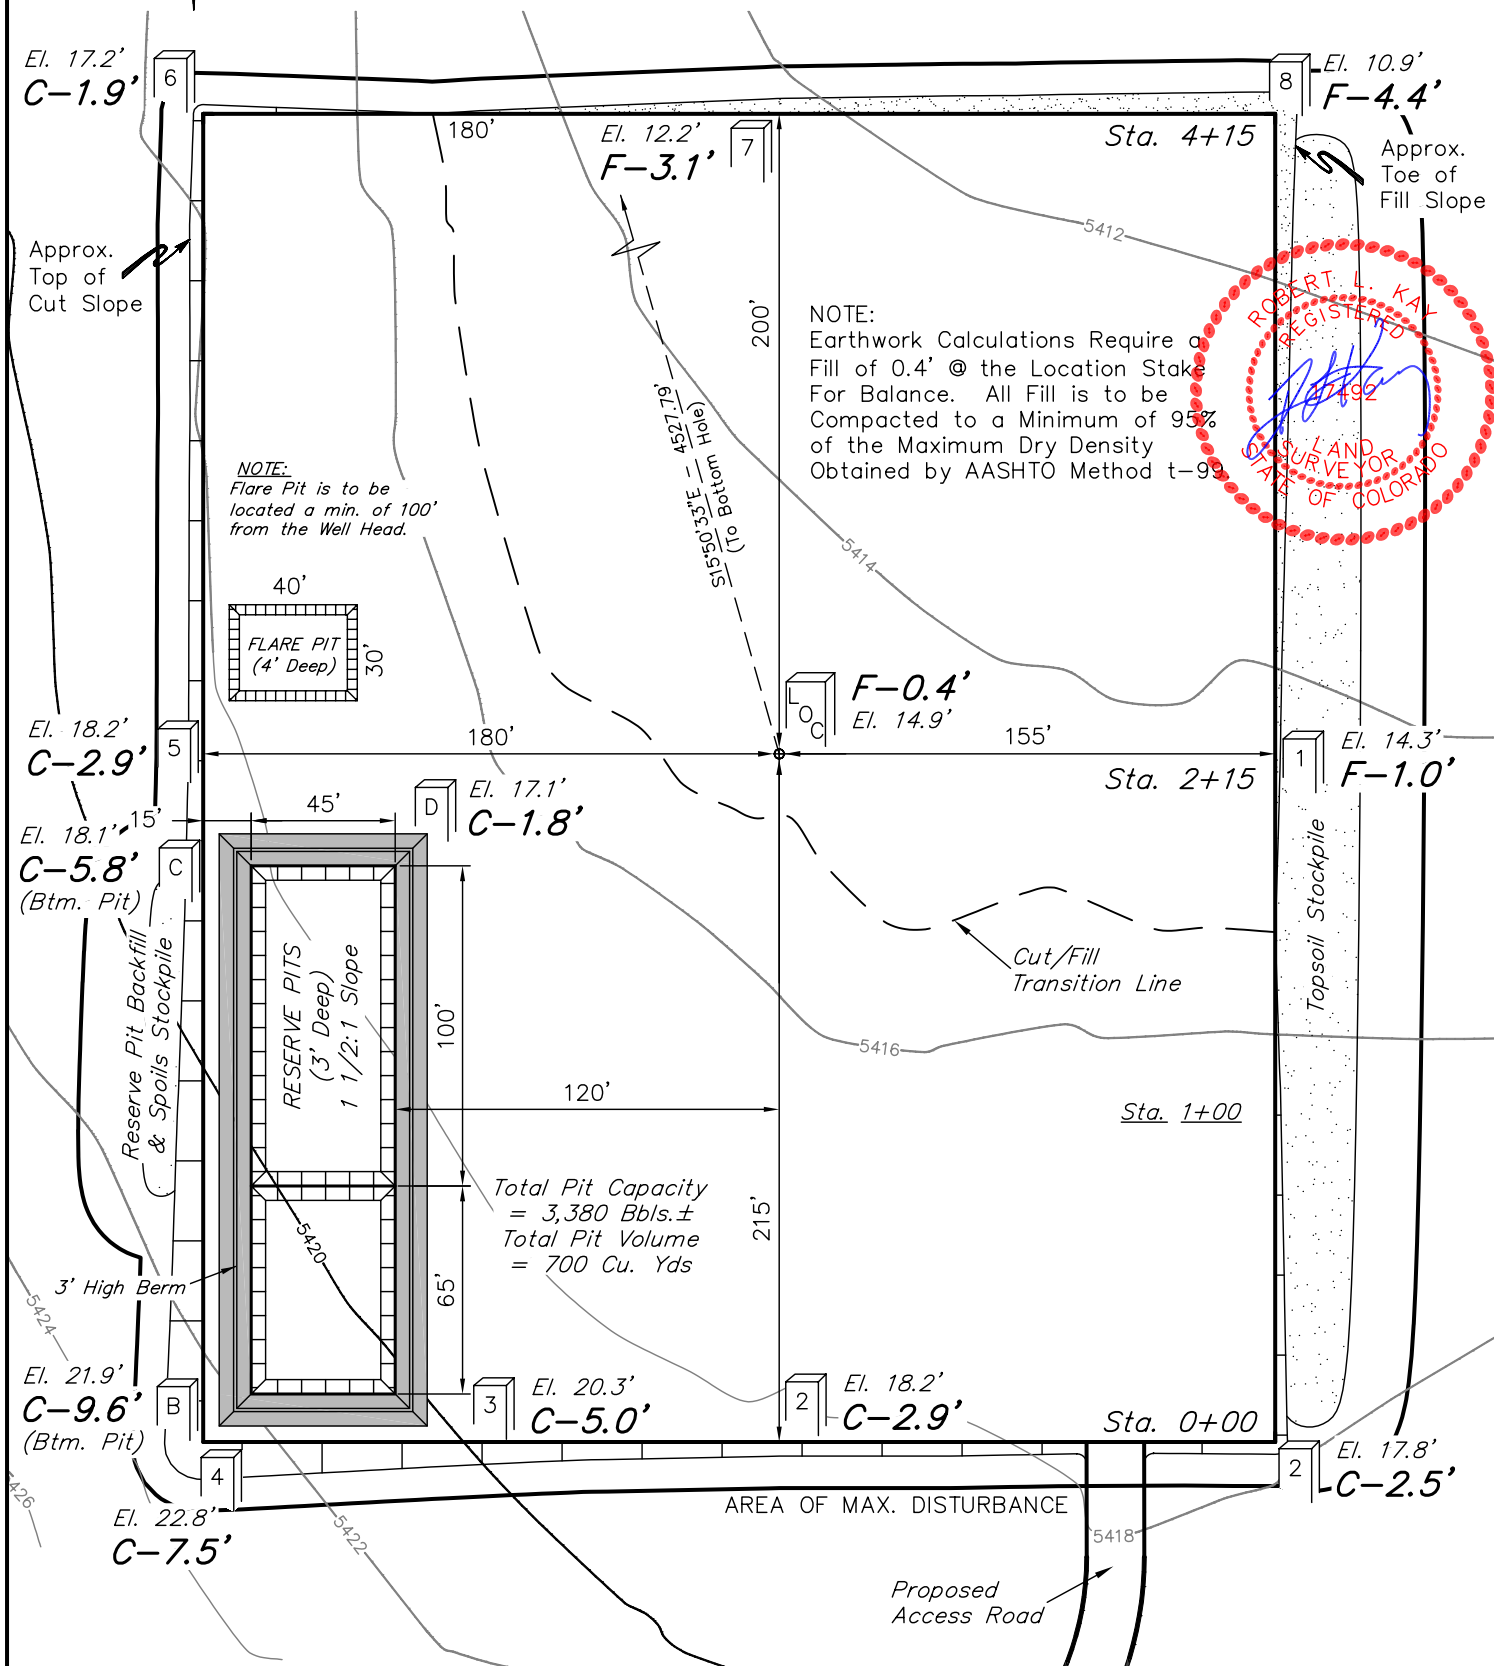 El. 17.2'
C-1.9'
6
8
El. 10.9'
F-4.4'
180'
El. 12.2'
F-3.1'
7
Sta. 4+15
Approx.
Toe of
Fill Slope
Approx.
Top of
Cut Slope
5412
200'
NOTE:
Earthwork Calculations Require a
Fill of 0.4' @ the Location Stake
For Balance. All Fill is to be
Compacted to a Minimum of 95%
of the Maximum Dry Density
Obtained by AASHTO Method t-99
ROBERT L. KAY
REGISTERED
17492
LAND
SURVEYOR
STATE OF COLORADO
S15°50'33"E - 4527.79'
(To Bottom Hole)
NOTE:
Flare Pit is to be
located a min. of 100'
from the Well Head.
5414
40'
FLARE PIT
(4' Deep)
30'
LOC
F-0.4'
El. 14.9'
El. 18.2'
C-2.9'
5
180'
155'
1
El. 14.3'
F-1.0'
Sta. 2+15
El. 17.1'
C-1.8'
D
45'
15'
El. 18.1'
C-5.8'
(Btm. Pit)
C
Reserve Pit Backfill
& Spoils Stockpile
RESERVE PITS
(3' Deep)
1 1/2:1 Slope
100'
Cut/Fill
Transition Line
Topsoil Stockpile
5416
120'
Sta. 1+00
Total Pit Capacity
= 3,380 Bbls.±
Total Pit Volume
= 700 Cu. Yds
215'
5420
3' High Berm
65'
5424
El. 21.9'
C-9.6'
(Btm. Pit)
B
3
El. 20.3'
C-5.0'
2
El. 18.2'
C-2.9'
Sta. 0+00
4
2
El. 17.8'
C-2.5'
5426
El. 22.8'
C-7.5'
5422
AREA OF MAX. DISTURBANCE
5418
Proposed
Access Road